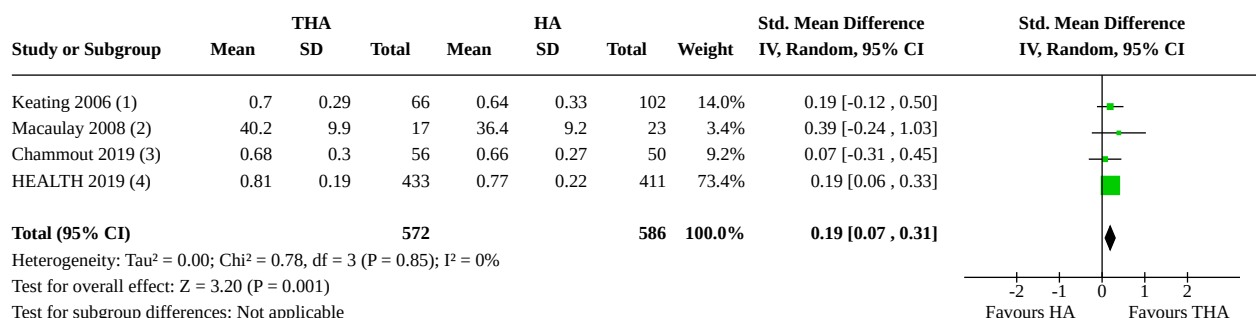 THA HA Std. Mean Difference Std. Mean Difference
Study or Subgroup Mean SD Total Mean SD Total Weight IV, Random, 95% CI IV, Random, 95% CI
Keating 2006 (1) 0.7 0.29 66 0.64 0.33 102 14.0% 0.19 [-0.12 , 0.50]
Macaulay 2008 (2) 40.2 9.9 17 36.4 9.2 23 3.4% 0.39 [-0.24 , 1.03]
Chammout 2019 (3) 0.68 0.3 56 0.66 0.27 50 9.2% 0.07 [-0.31 , 0.45]
HEALTH 2019 (4) 0.81 0.19 433 0.77 0.22 411 73.4% 0.19 [0.06 , 0.33]
Total (95% CI) 572 586 100.0% 0.19 [0.07 , 0.31]
Heterogeneity: Tau² = 0.00; Chi² = 0.78, df = 3 (P = 0.85); I² = 0%
Test for overall effect: Z = 3.20 (P = 0.001) -2 -1 0 1 2
Test for subgroup differences: Not applicable Favours HA Favours THA